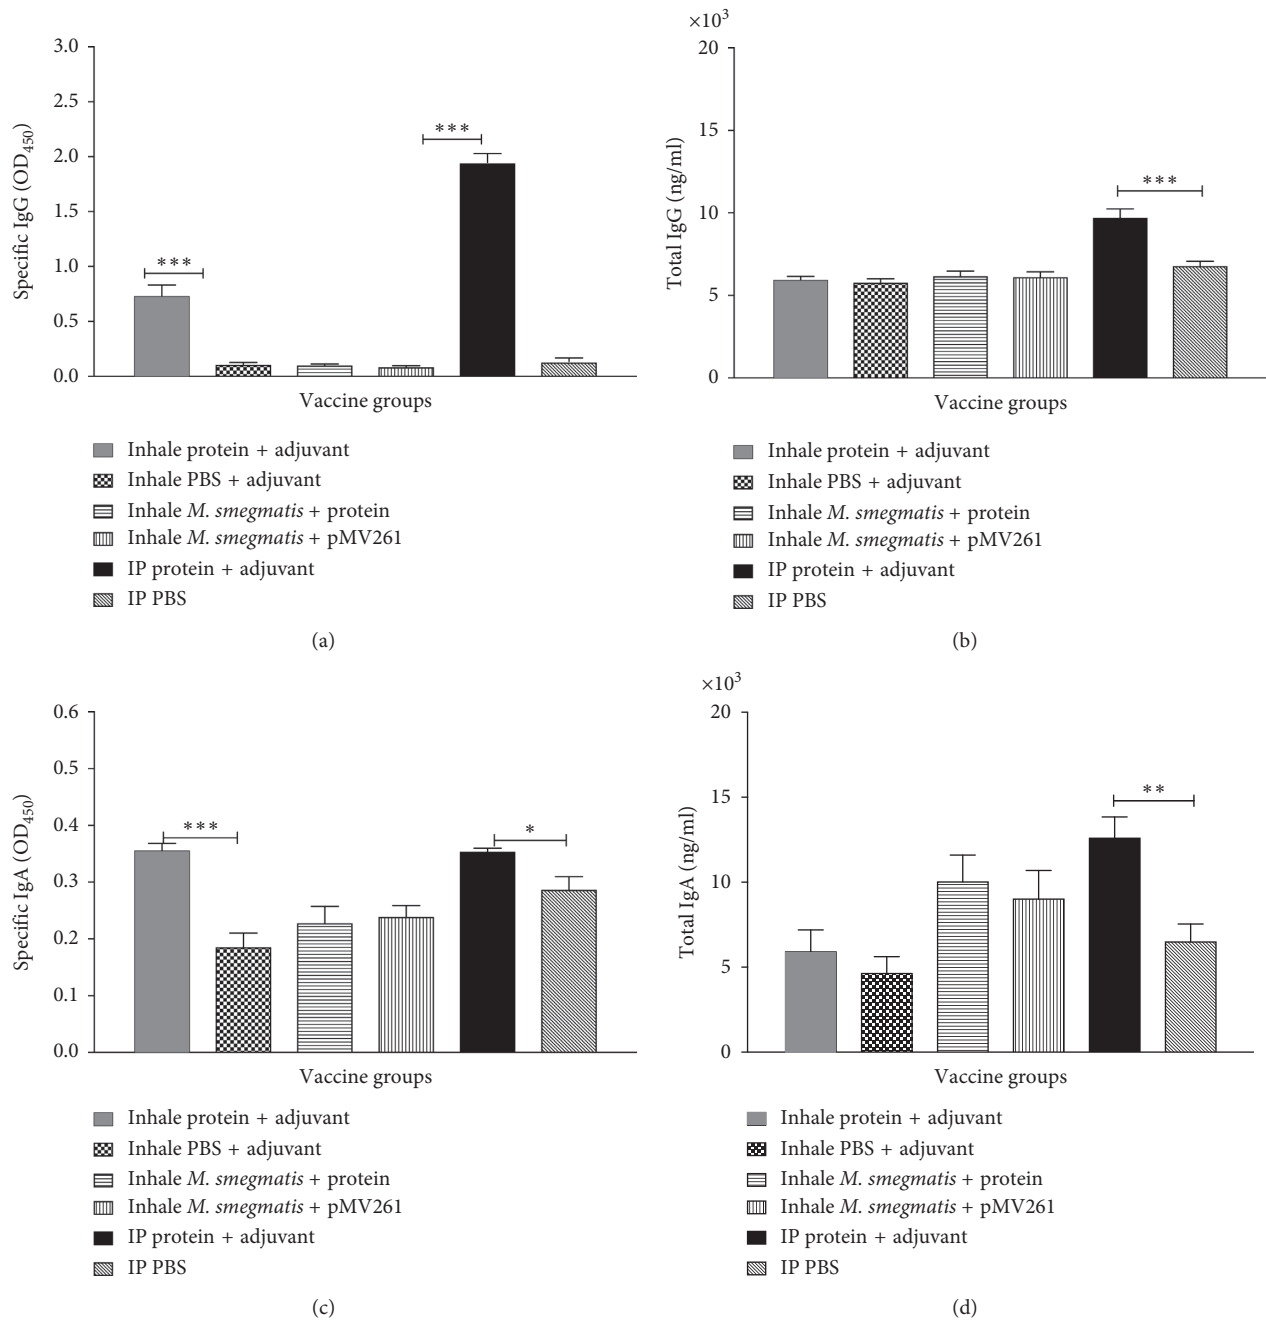 3.0
2.5
2.0
1.5
1.0
0.5
0.0
Specific IgG (OD450)
***
***
Vaccine groups
Inhale protein + adjuvant
Inhale PBS + adjuvant
Inhale M. smegmatis + protein
Inhale M. smegmatis + pMV261
IP protein + adjuvant
IP PBS
(a)
×10³
20
15
10
5
0
Total IgG (ng/ml)
***
Vaccine groups
Inhale protein + adjuvant
Inhale PBS + adjuvant
Inhale M. smegmatis + protein
Inhale M. smegmatis + pMV261
IP protein + adjuvant
IP PBS
(b)
0.6
0.5
0.4
0.3
0.2
0.1
0.0
Specific IgA (OD450)
***
*
Vaccine groups
Inhale protein + adjuvant
Inhale PBS + adjuvant
Inhale M. smegmatis + protein
Inhale M. smegmatis + pMV261
IP protein + adjuvant
IP PBS
(c)
×10³
20
15
10
5
0
Total IgA (ng/ml)
**
Vaccine groups
Inhale protein + adjuvant
Inhale PBS + adjuvant
Inhale M. smegmatis + protein
Inhale M. smegmatis + pMV261
IP protein + adjuvant
IP PBS
(d)